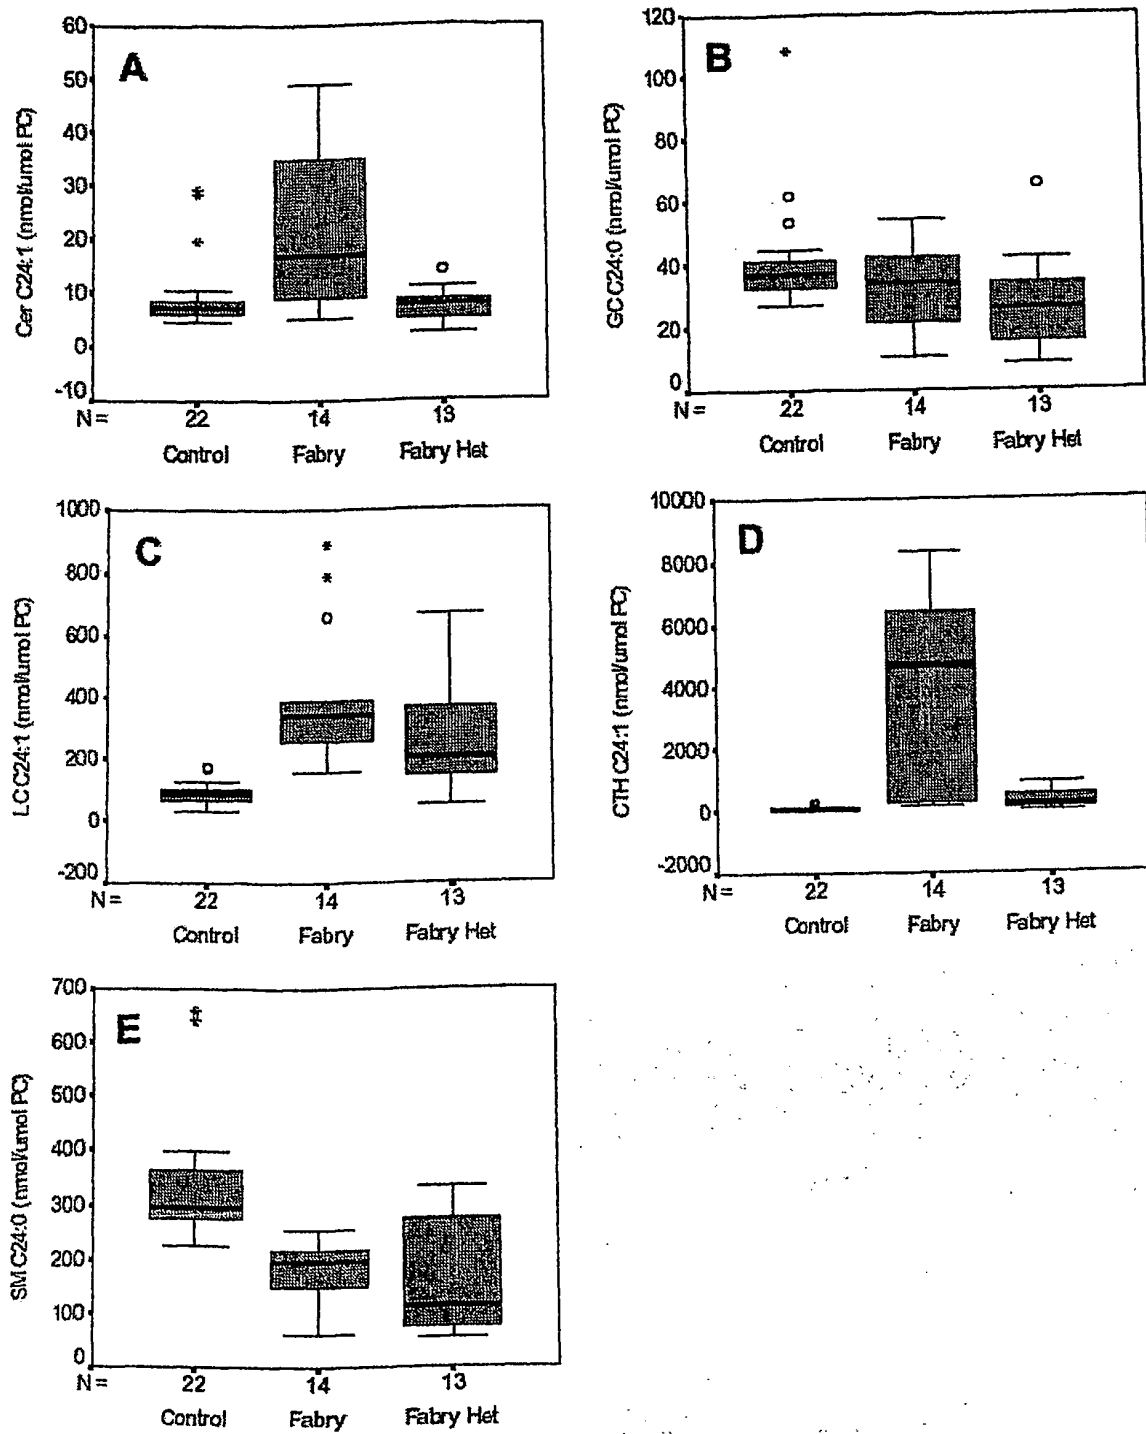 A
Cer C24:1 (nmol/umol PC)
60
50
40
30
20
10
0
-10
N = 22 14 13
Control Fabry Fabry Het
B
GC C24:0 (nmol/umol PC)
120
100
80
60
40
20
0
N = 22 14 13
Control Fabry Fabry Het
C
LC C24:1 (nmol/umol PC)
1000
800
600
400
200
0
-200
N = 22 14 13
Control Fabry Fabry Het
D
CTH C24:1 (nmol/umol PC)
10000
8000
6000
4000
2000
0
-2000
N = 22 14 13
Control Fabry Fabry Het
E
SM C24:0 (nmol/umol PC)
700
600
500
400
300
200
100
0
N = 22 14 13
Control Fabry Fabry Het